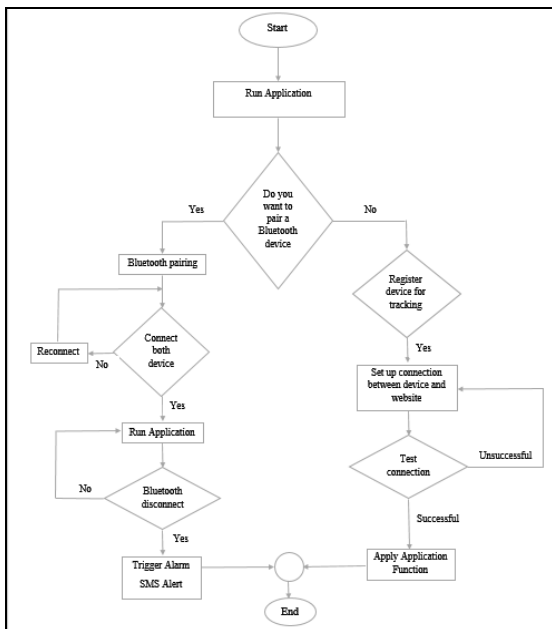 Start
Run Application
Do you
want to
pair a
Bluetooth
device
Yes
No
Bluetooth pairing
Register
device for
tracking
Connect
both
device
Reconnect
No
Yes
Set up connection
between device and
website
Yes
Run Application
Test
connection
Unsuccessful
No
Bluetooth
disconnect
Successful
Yes
Trigger Alarm
SMS Alert
Apply Application
Function
End